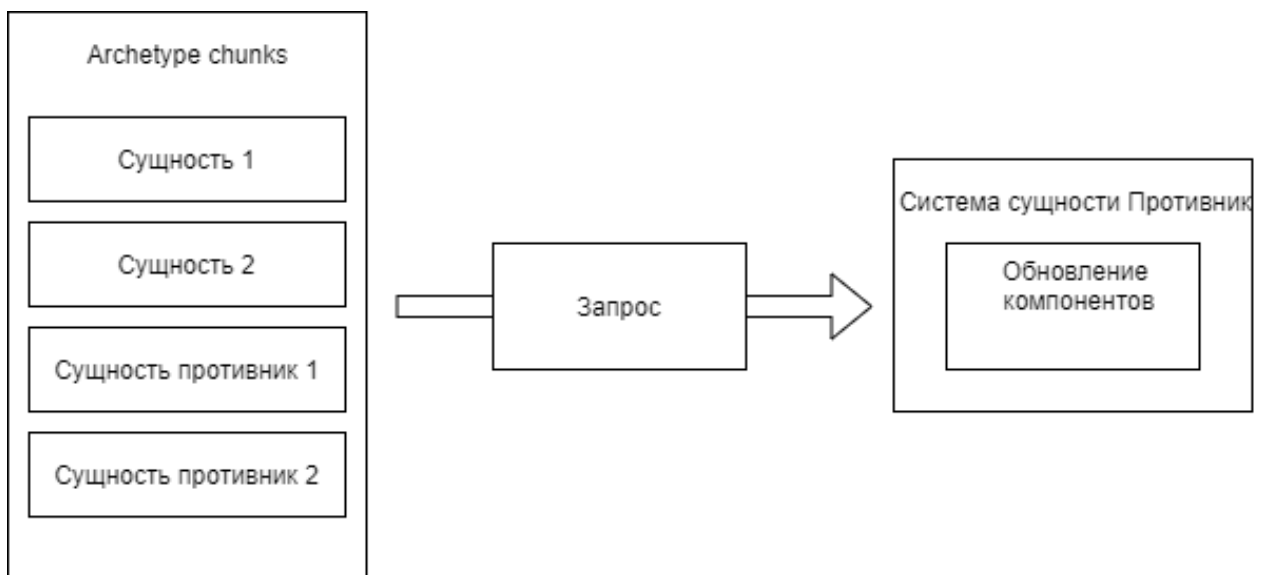 Archetype chunks
Сущность 1
Сущность 2
Сущность противник 1
Сущность противник 2
Запрос
Система сущности Противник
Обновление
компонентов